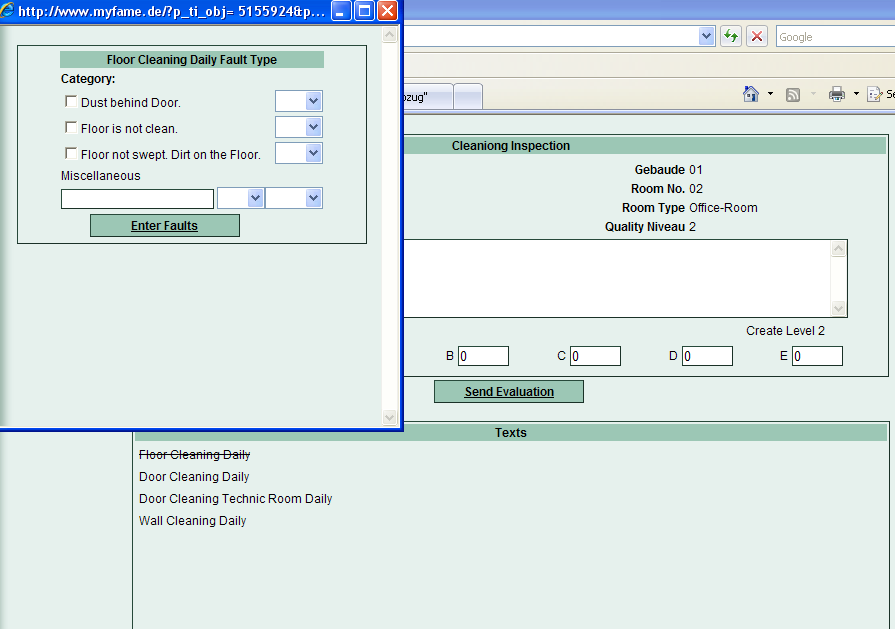 http://www.myfame.de/?p_ti_obj= 5155924&p...
Floor Cleaning Daily Fault Type
Category:
Dust behind Door.
Floor is not clean.
Floor not swept. Dirt on the Floor.
Miscellaneous
Enter Faults
Google
ozug"
Se
Cleaniong Inspection
Gebaude 01
Room No. 02
Room Type Office-Room
Quality Niveau 2
Create Level 2
B 0 C 0 D 0 E 0
Send Evaluation
Texts
Floor Cleaning Daily
Door Cleaning Daily
Door Cleaning Technic Room Daily
Wall Cleaning Daily